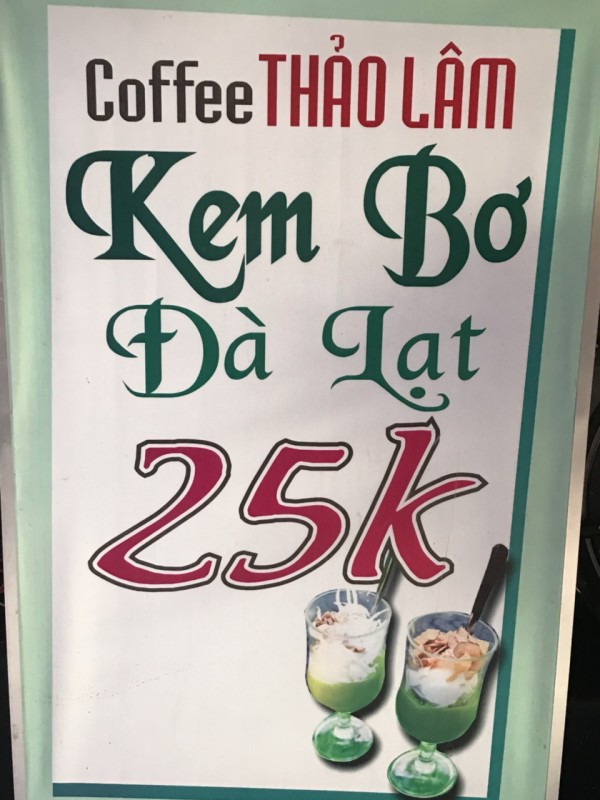 Coffee THẢO LÂM
Kem Bơ
Đà Lạt
25k